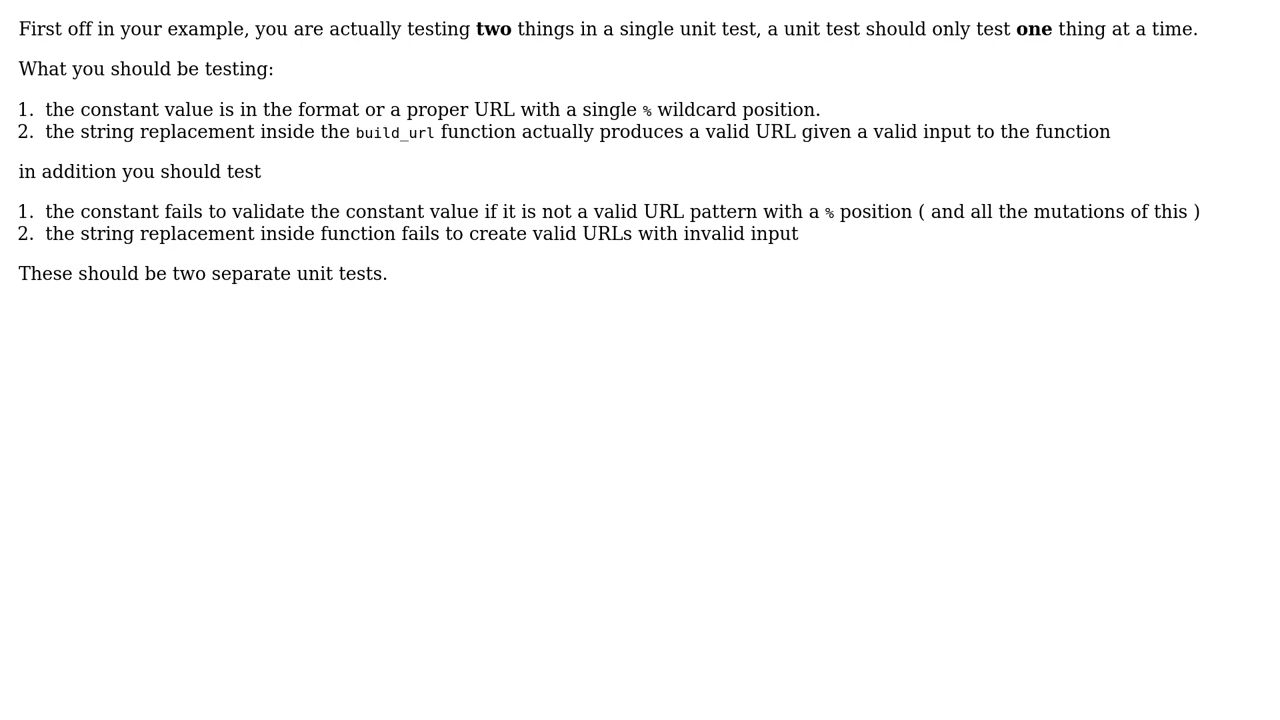 First off in your example, you are actually testing two things in a single unit test, a unit test should only test one thing at a time.
What you should be testing:
1. the constant value is in the format or a proper URL with a single % wildcard position.
2. the string replacement inside the build_url function actually produces a valid URL given a valid input to the function
in addition you should test
1. the constant fails to validate the constant value if it is not a valid URL pattern with a % position ( and all the mutations of this )
2. the string replacement inside function fails to create valid URLs with invalid input
These should be two separate unit tests.